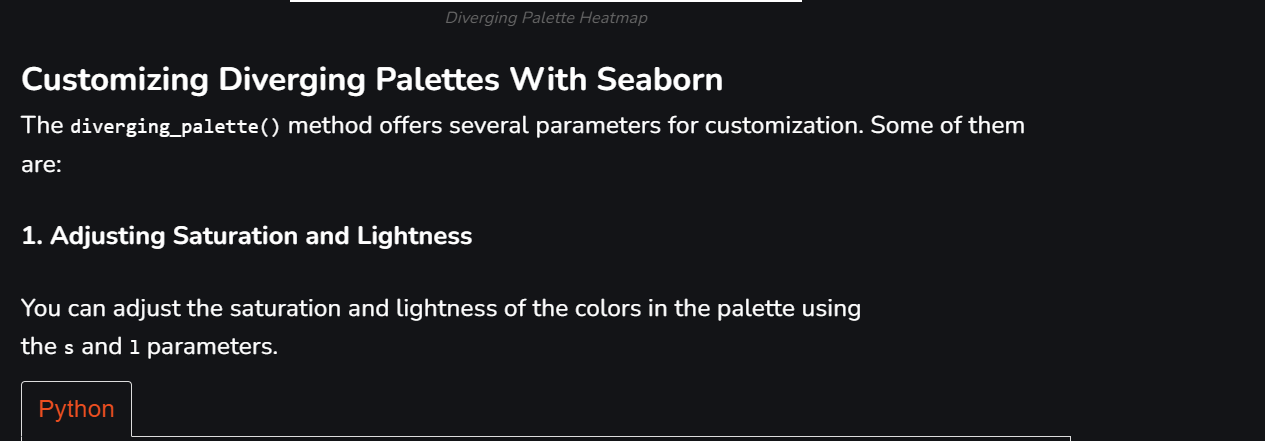 Diverging Palette Heatmap
Customizing Diverging Palettes With Seaborn
The diverging_palette() method offers several parameters for customization. Some of them
are:
1. Adjusting Saturation and Lightness
You can adjust the saturation and lightness of the colors in the palette using
the s and l parameters.
Python